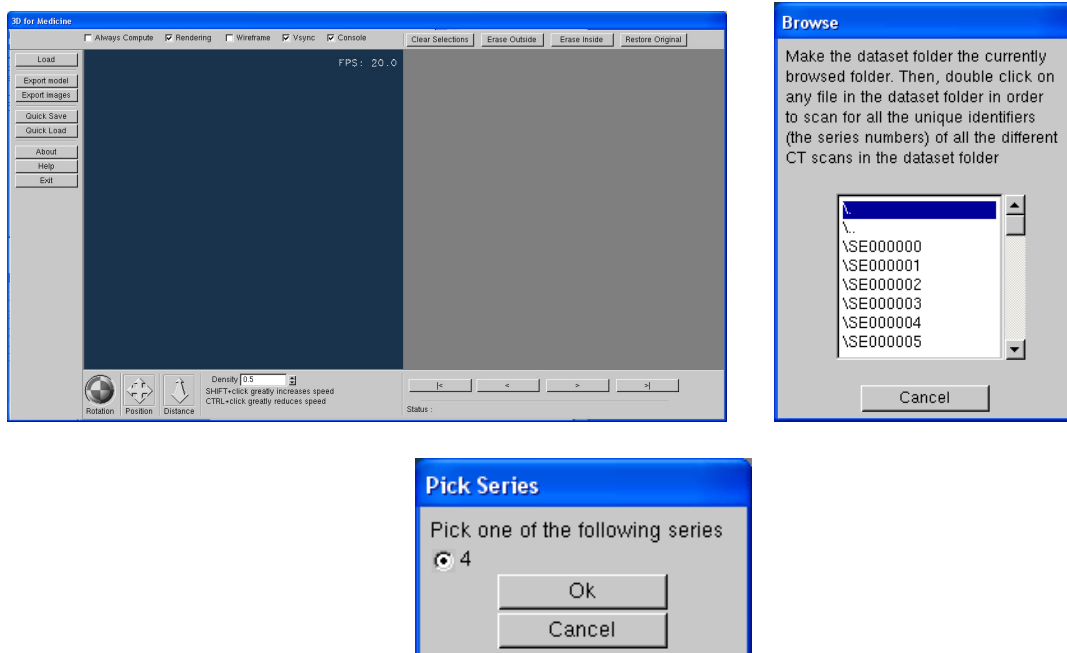 3D for Medicine
Always Compute Rendering Wireframe Vsync Console Clear Selections Erase Outside Erase Inside Restore Original
Load
FPS: 20.0
Export model
Export images
Quick Save
Quick Load
About
Help
Exit
Density 0.5
SHIFT+click greatly increases speed
CTRL+click greatly reduces speed
Rotation Position Distance
|< < > >|
Status :
Browse
Make the dataset folder the currently
browsed folder. Then, double click on
any file in the dataset folder in order
to scan for all the unique identifiers
(the series numbers) of all the different
CT scans in the dataset folder
\.
\..
\SE000000
\SE000001
\SE000002
\SE000003
\SE000004
\SE000005
Cancel
Pick Series
Pick one of the following series
4
Ok
Cancel